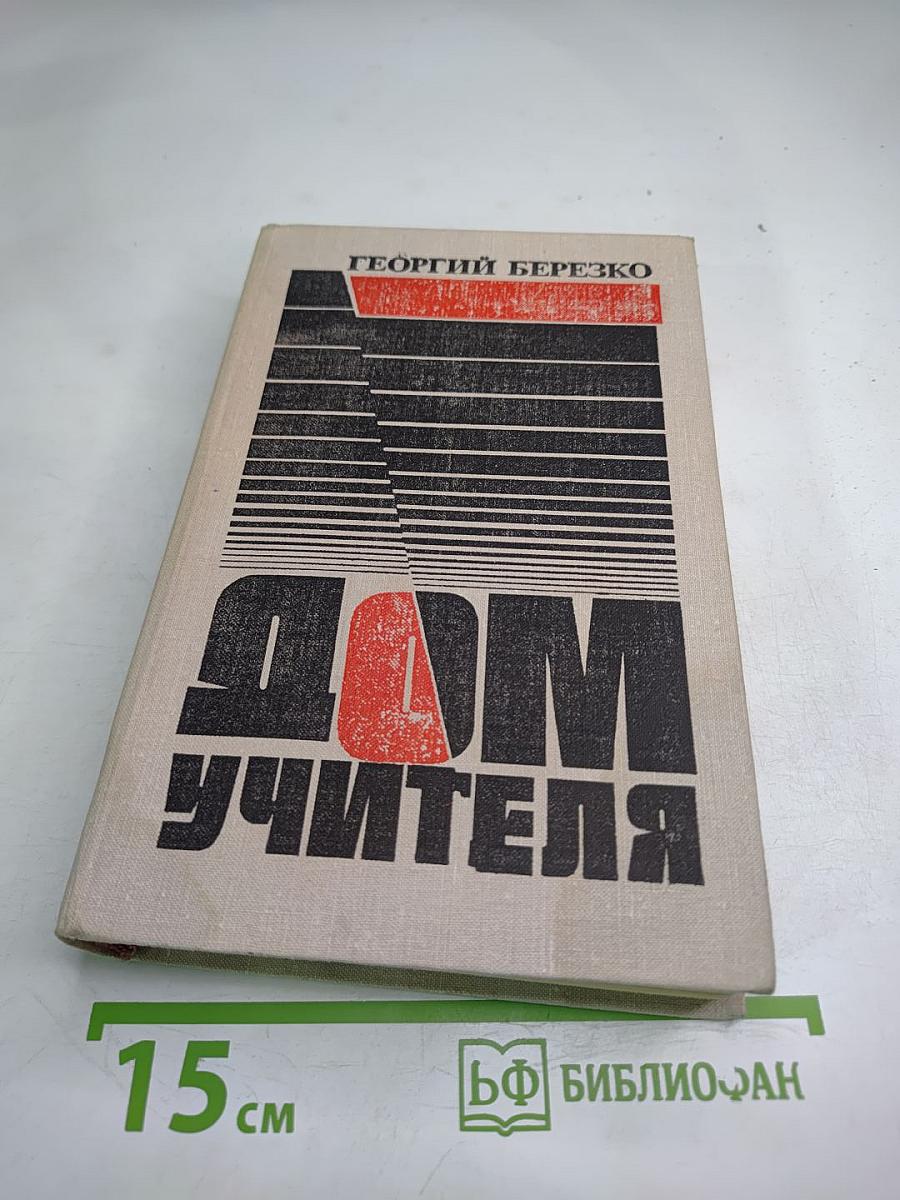 ГЕОРГИЙ БЕРЕЗКО
ДОМ
УЧИТЕЛЯ
15 см
БФ БИБЛИОФАН